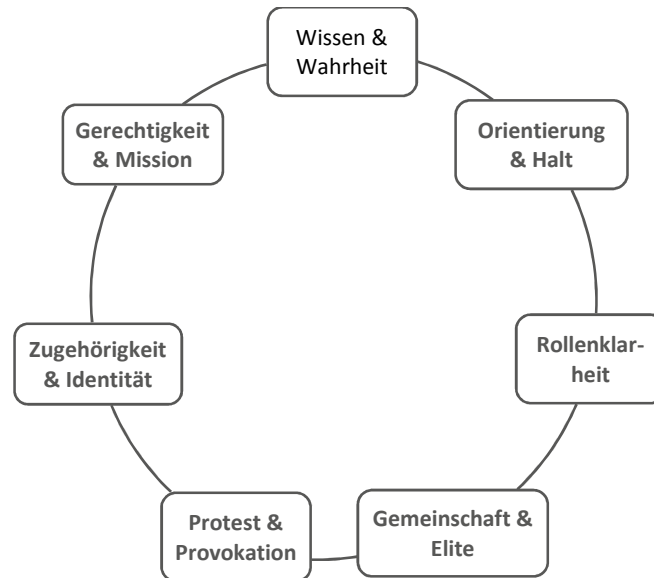 Wissen &
Wahrheit
Orientierung
& Halt
Rollenklar-
heit
Gemeinschaft &
Elite
Protest &
Provokation
Zugehörigkeit
& Identität
Gerechtigkeit
& Mission